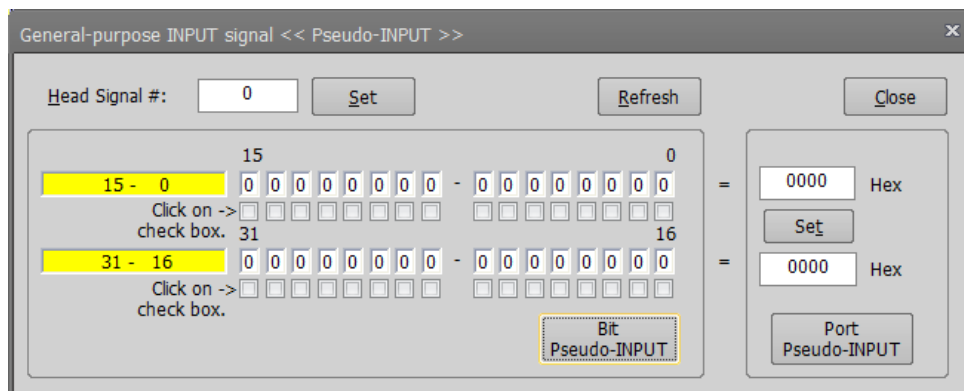 General-purpose INPUT signal << Pseudo-INPUT >>
Head Signal #: 0 Set Refresh Close
15 0
15 - 0 0 0 0 0 0 0 0 0 - 0 0 0 0 0 0 0 0 = 0000 Hex
Click on ->
check box.
Set
31 16
31 - 16 0 0 0 0 0 0 0 0 - 0 0 0 0 0 0 0 0 = 0000 Hex
Click on ->
check box.
Bit
Pseudo-INPUT
Port
Pseudo-INPUT